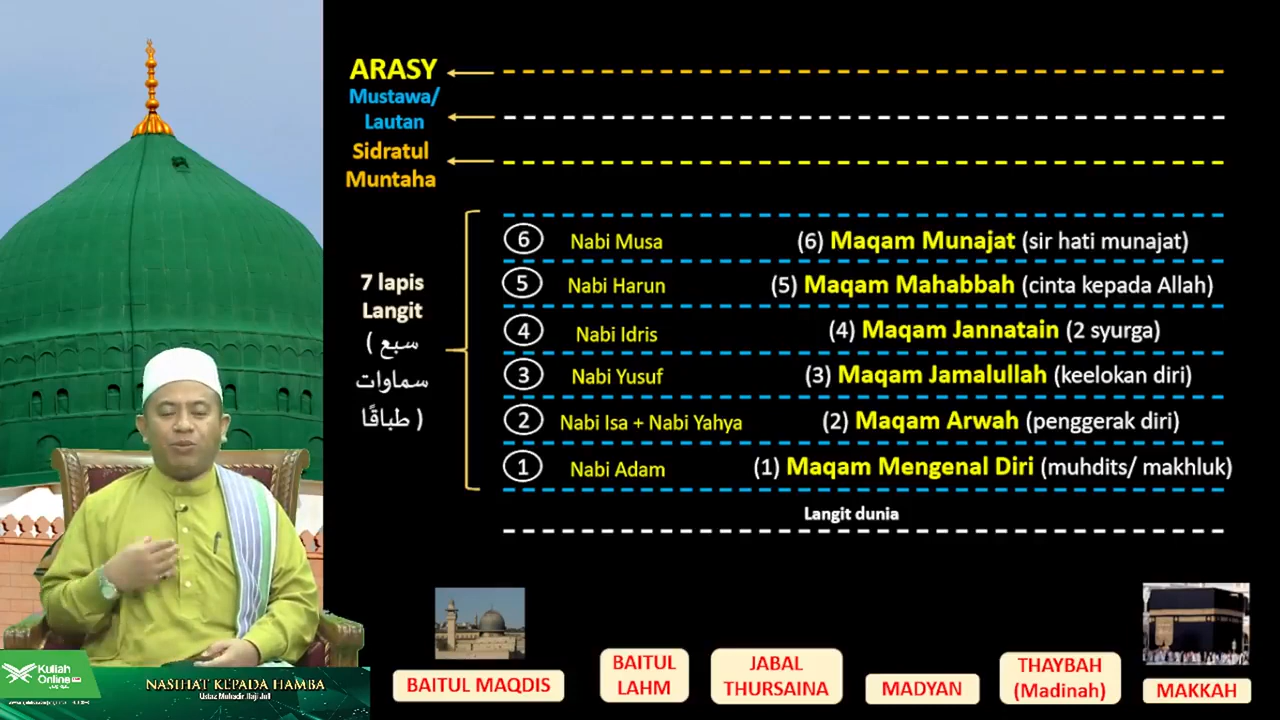 ARASY
Mustawa/
Lautan
Sidratul
Muntaha
7 lapis
Langit
( سبع
سماوات
طباقًا )
6 Nabi Musa (6) Maqam Munajat (sir hati munajat)
5 Nabi Harun (5) Maqam Mahabbah (cinta kepada Allah)
4 Nabi Idris (4) Maqam Jannatain (2 syurga)
3 Nabi Yusuf (3) Maqam Jamalullah (keelokan diri)
2 Nabi Isa + Nabi Yahya (2) Maqam Arwah (penggerak diri)
1 Nabi Adam (1) Maqam Mengenal Diri (muhdits/ makhluk)
Langit dunia
BAITUL MAQDIS
BAITUL
LAHM
JABAL
THURSAINA
MADYAN
THAYBAH
(Madinah)
MAKKAH
Kuliah
Online
NASIHAT KEPADA HAMBA